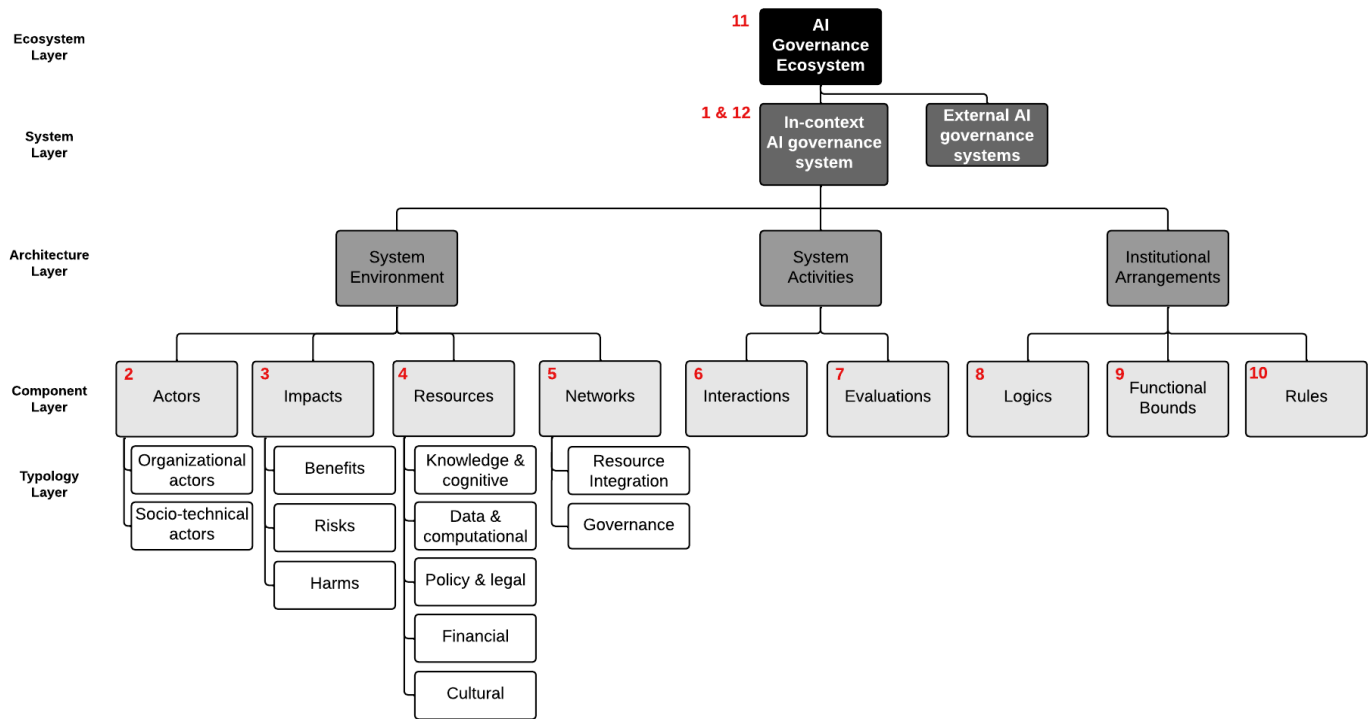 Ecosystem
Layer
11
AI
Governance
Ecosystem
System
Layer
1 & 12
In-context
AI governance
system
External AI
governance
systems
Architecture
Layer
System
Environment
System
Activities
Institutional
Arrangements
Component
Layer
2
Actors
3
Impacts
4
Resources
5
Networks
6
Interactions
7
Evaluations
8
Logics
9
Functional
Bounds
10
Rules
Typology
Layer
Organizational
actors
Socio-technical
actors
Benefits
Risks
Harms
Knowledge &
cognitive
Data &
computational
Policy & legal
Financial
Cultural
Resource
Integration
Governance